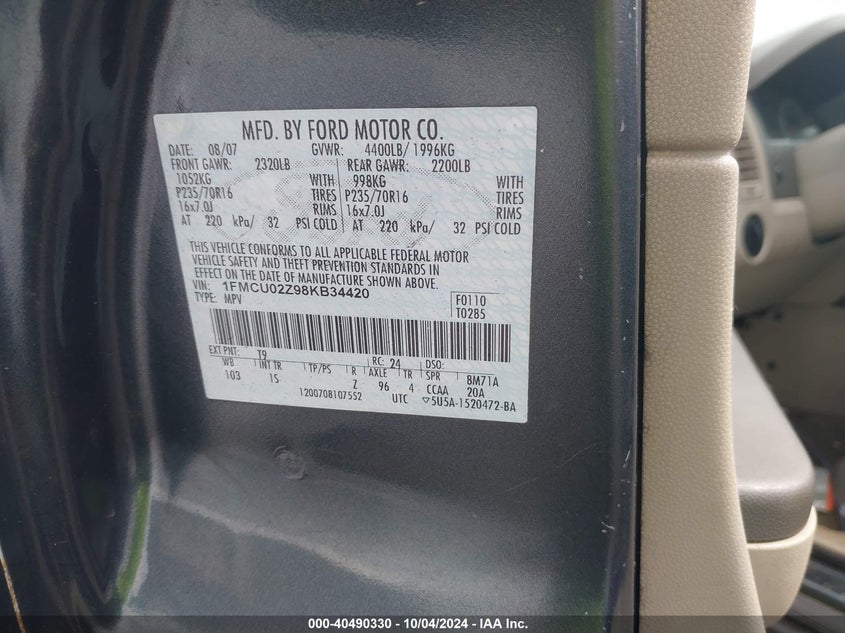 MFD. BY FORD MOTOR CO.
DATE: 08/07 GVWR: 4400LB/ 1996KG
FRONT GAWR: 2320LB REAR GAWR: 2200LB
1052KG WITH 998KG WITH
P235/70R16 TIRES P235/70R16 TIRES
16x7.0J RIMS 16x7.0J RIMS
AT 220 kPa/ 32 PSI COLD AT 220 kPa/ 32 PSI COLD
THIS VEHICLE CONFORMS TO ALL APPLICABLE FEDERAL MOTOR
VEHICLE SAFETY AND THEFT PREVENTION STANDARDS IN
EFFECT ON THE DATE OF MANUFACTURE SHOWN ABOVE.
VIN: 1FMCU02Z98KB34420 F0110
TYPE: MPV T0285
EXT PNT: T9 RC: 24 DSO:
WB INT TR TP/PS R AXLE TR SPR 8M71A
103 1S Z 96 4 CCAA 20A
1200708107552 UTC ▽5U5A-1520472-BA
000-40490330 - 10/04/2024 - IAA Inc.